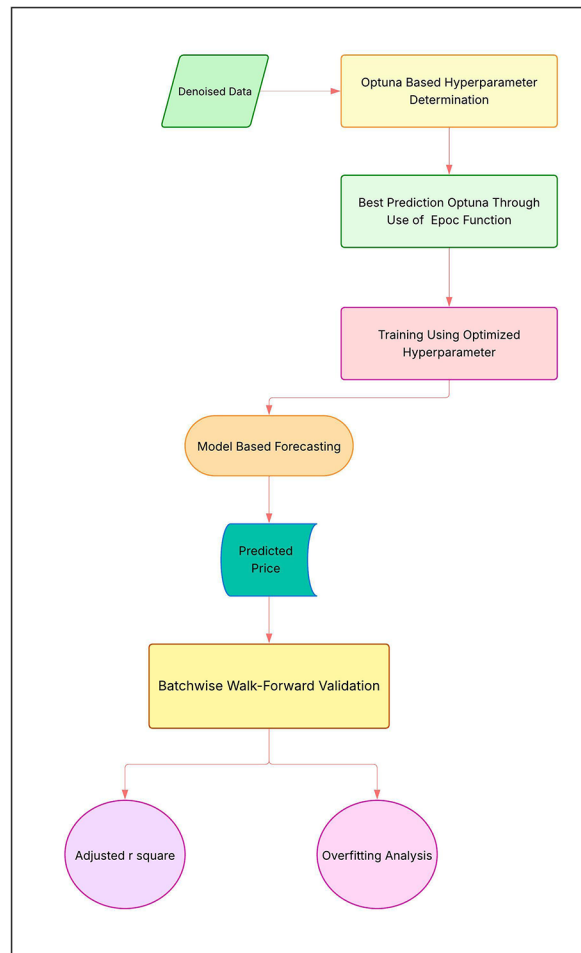 Denoised Data
Optuna Based Hyperparameter
Determination
Best Prediction Optuna Through
Use of Epoc Function
Training Using Optimized
Hyperparameter
Model Based Forecasting
Predicted
Price
Batchwise Walk-Forward Validation
Adjusted r square
Overfitting Analysis